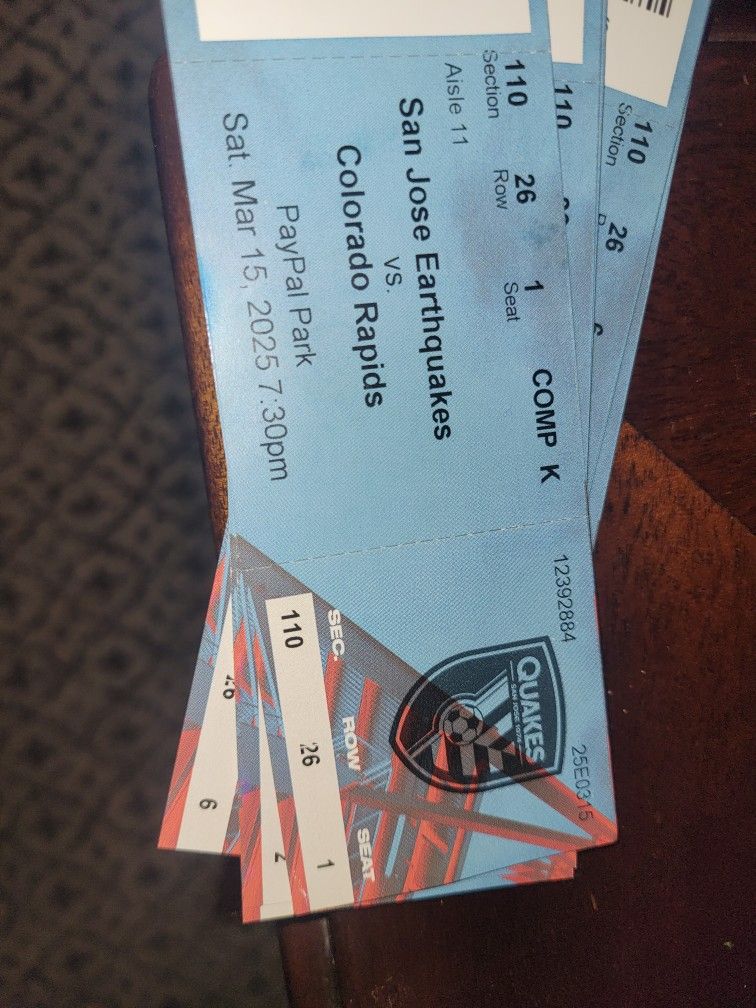 110 26 1 COMP K
Section Row Seat
Aisle 11
San Jose Earthquakes
vs.
Colorado Rapids
PayPal Park
Sat. Mar 15, 2025 7:30pm
12392884 25E0315
QUAKES
SEC. ROW SEAT
110 26 1
110
110 26
Section
6